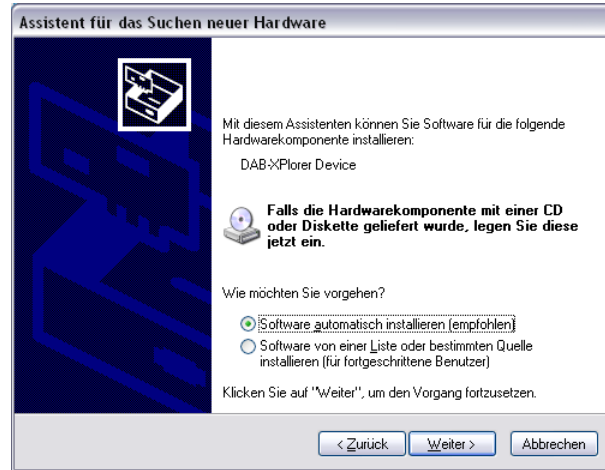 Assistent für das Suchen neuer Hardware
Mit diesem Assistenten können Sie Software für die folgende
Hardwarekomponente installieren:
DAB-XPlorer Device
Falls die Hardwarekomponente mit einer CD
oder Diskette geliefert wurde, legen Sie diese
jetzt ein.
Wie möchten Sie vorgehen?
Software automatisch installieren (empfohlen)
Software von einer Liste oder bestimmten Quelle
installieren (für fortgeschrittene Benutzer)
Klicken Sie auf "Weiter", um den Vorgang fortzusetzen.
< Zurück Weiter > Abbrechen